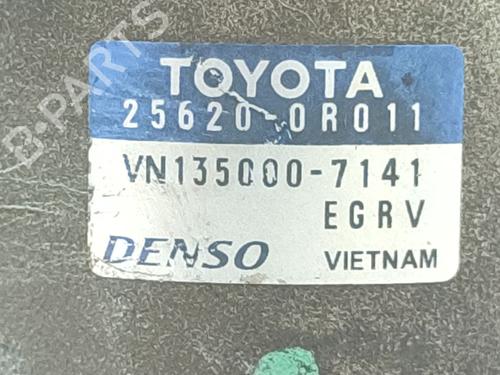 TOYOTA
25620-0R011
VN135000-7141
EGRV
DENSO VIETNAM
B-PARTS